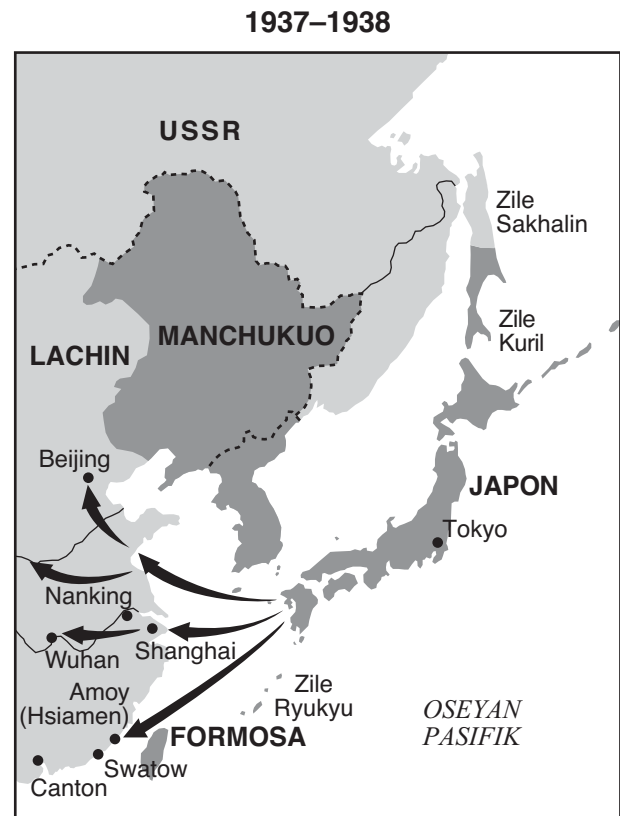 1937–1938
USSR
Zile
Sakhalin
Zile
Kuril
MANCHUKUO
LACHIN
Beijing
JAPON
Tokyo
Nanking
Wuhan
Shanghai
Amoy
(Hsiamen)
Zile
Ryukyu
OSEYAN
PASIFIK
FORMOSA
Swatow
Canton